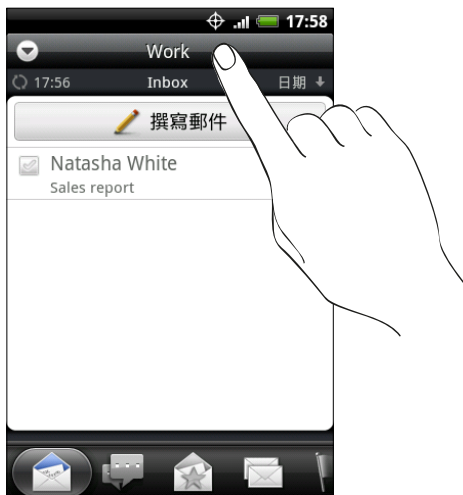 17:58
Work
17:56 Inbox 日期
撰寫郵件
Natasha White
Sales report